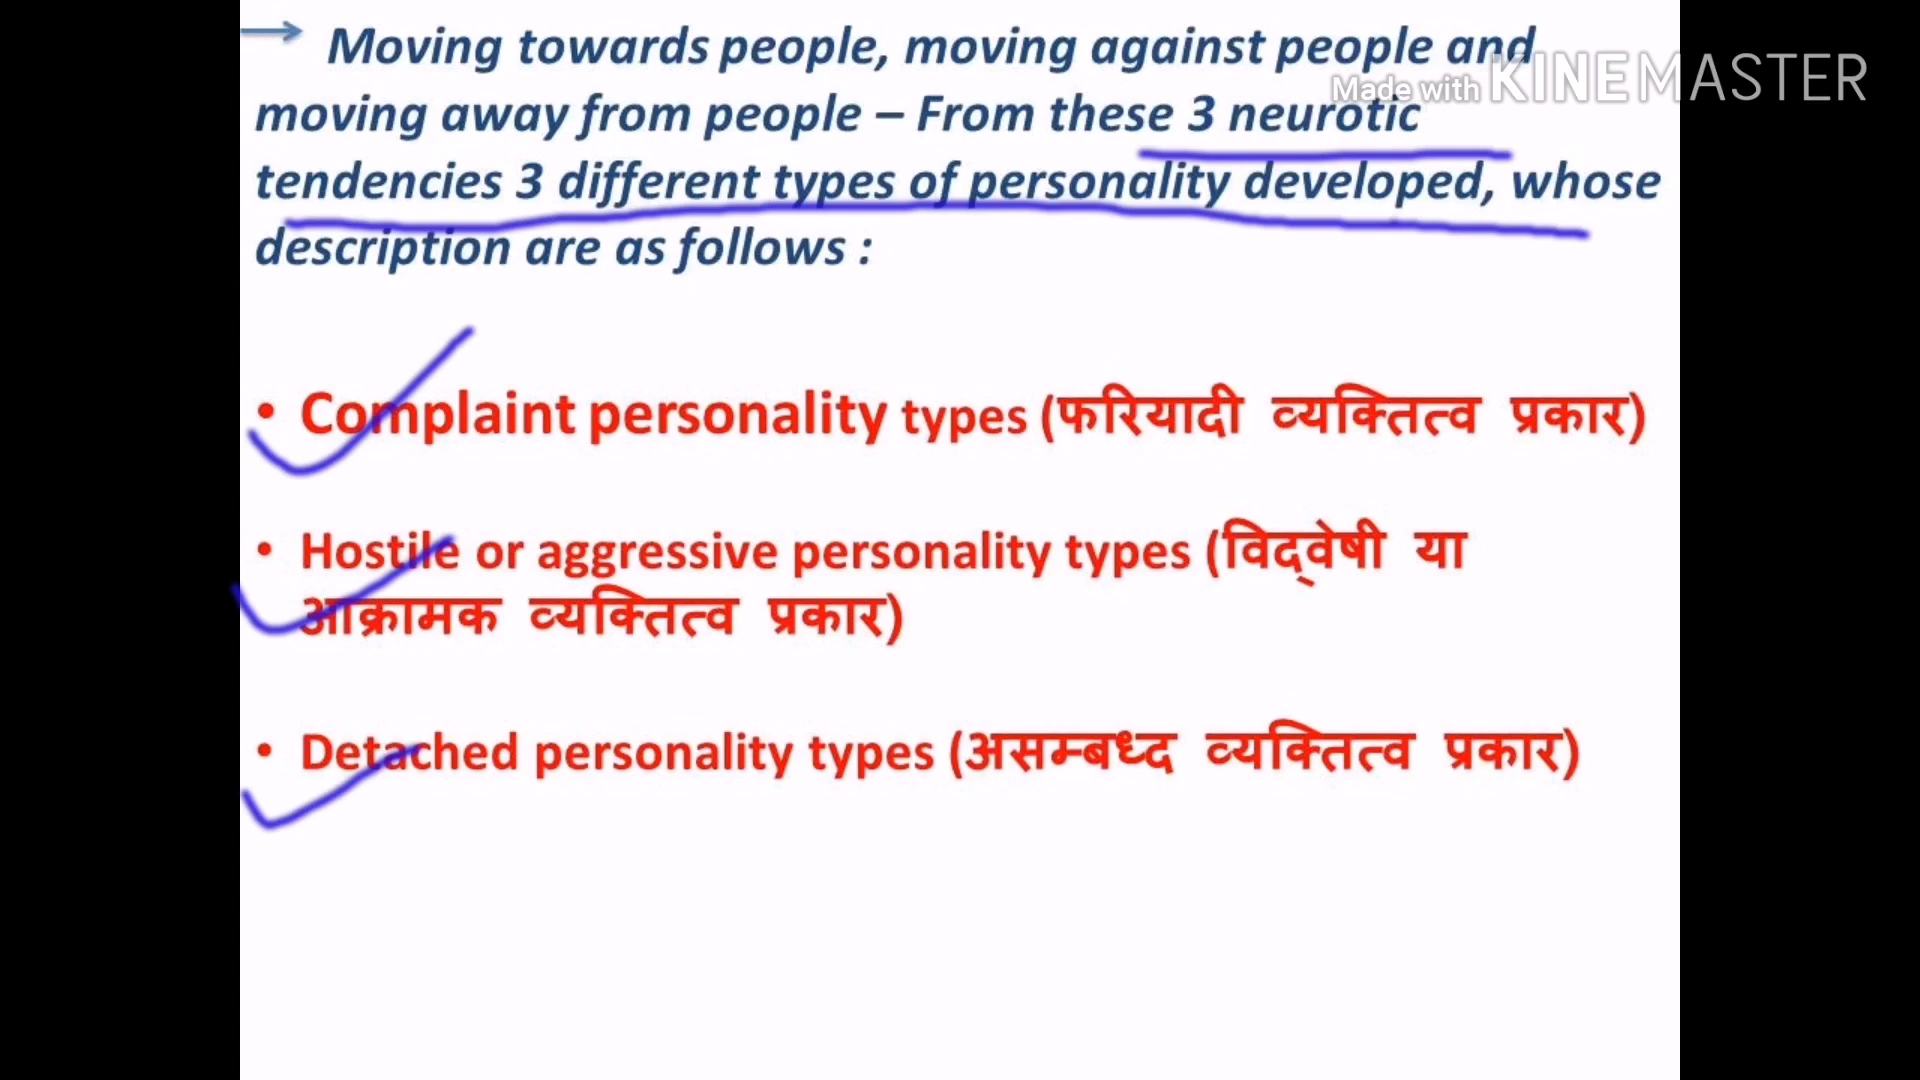 Moving towards people, moving against people and
Made with KINEMASTER
moving away from people – From these 3 neurotic
tendencies 3 different types of personality developed, whose
description are as follows :
• Complaint personality types (फरियादी व्यक्तित्व प्रकार)
• Hostile or aggressive personality types (विद्वेषी या
आक्रामक व्यक्तित्व प्रकार)
• Detached personality types (असम्बध्द व्यक्तित्व प्रकार)